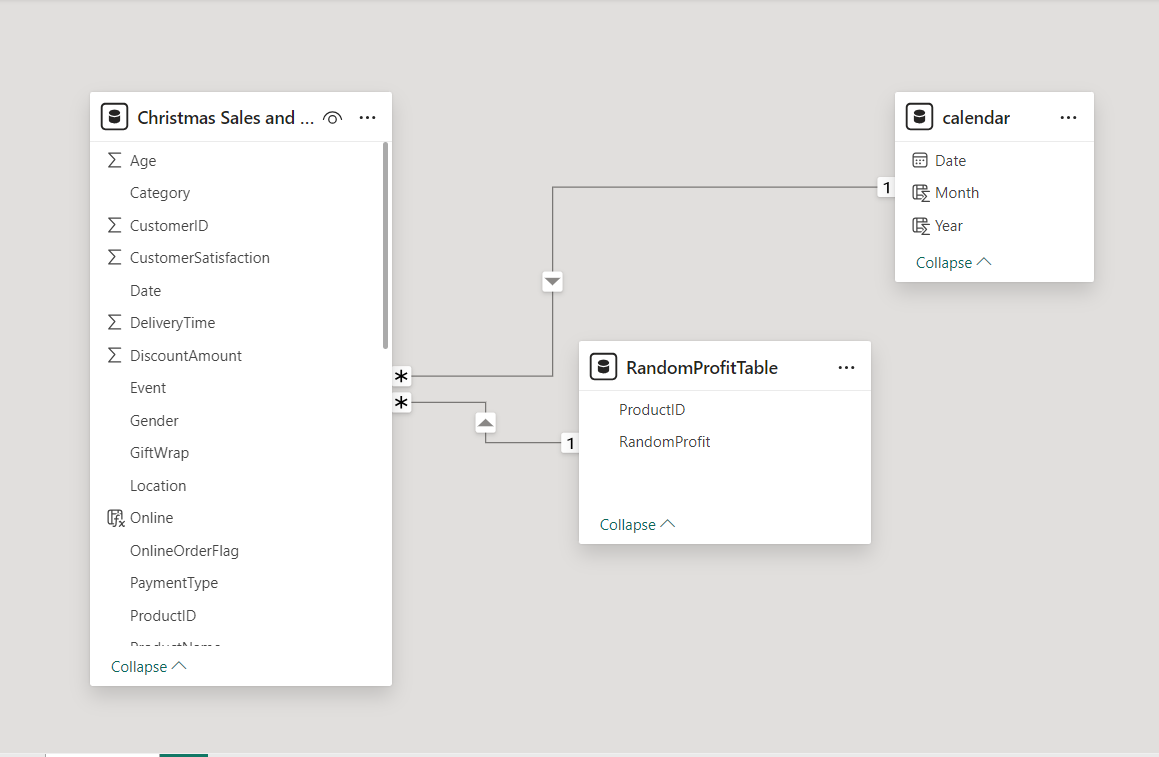 Christmas Sales and ...
Age
Category
CustomerID
CustomerSatisfaction
Date
DeliveryTime
DiscountAmount
Event
Gender
GiftWrap
Location
Online
OnlineOrderFlag
PaymentType
ProductID
ProductName
Collapse
*
*
1
1
RandomProfitTable
ProductID
RandomProfit
Collapse
calendar
Date
Month
Year
Collapse